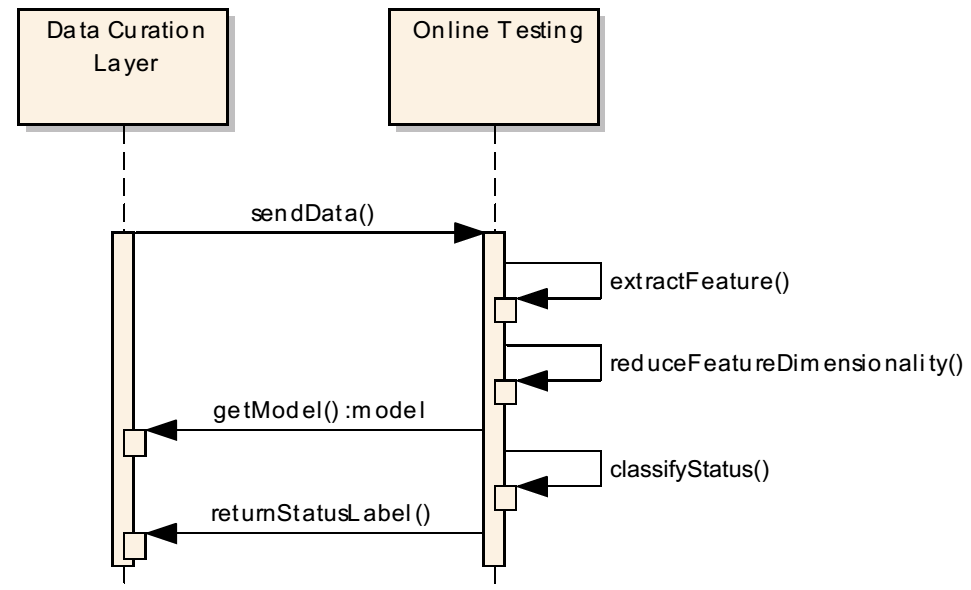 Data Curation
Layer
Online Testing
sendData()
extractFeature()
reduceFeatureDimensionality()
getModel() :model
classifyStatus()
returnStatusLabel()